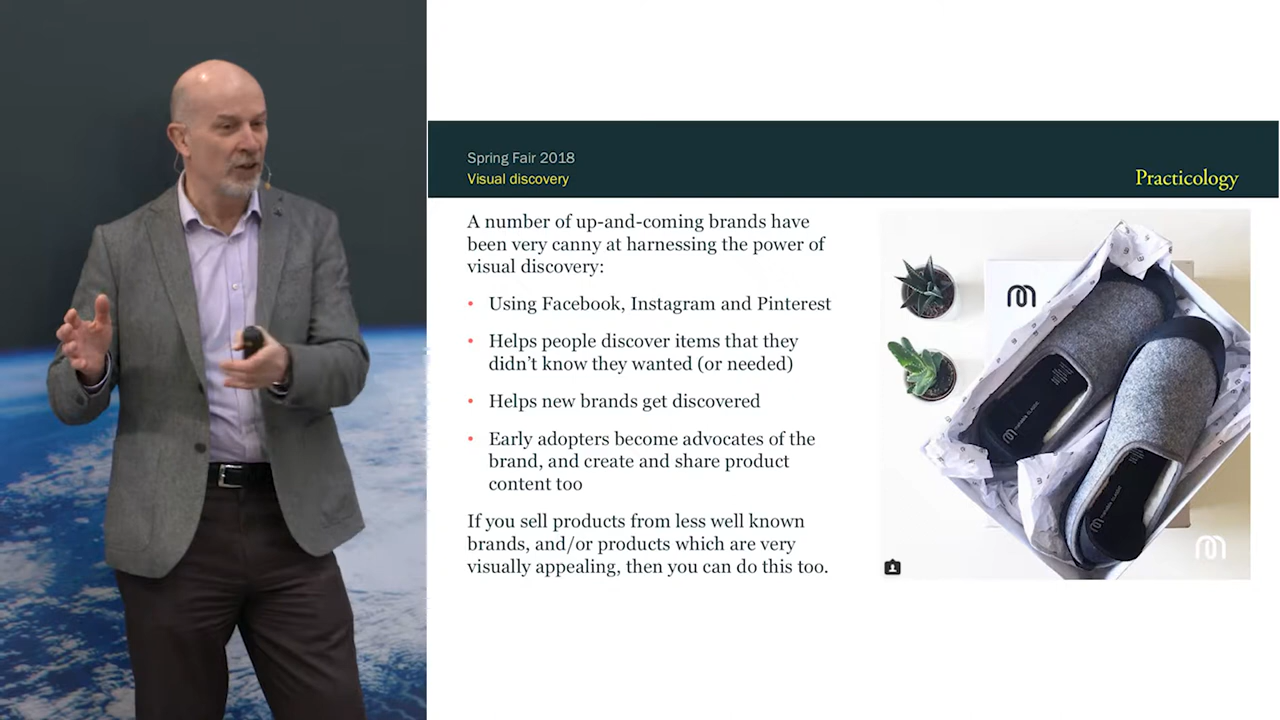 Spring Fair 2018
Visual discovery
Practicology
A number of up-and-coming brands have
been very canny at harnessing the power of
visual discovery:
• Using Facebook, Instagram and Pinterest
• Helps people discover items that they
didn't know they wanted (or needed)
• Helps new brands get discovered
• Early adopters become advocates of the
brand, and create and share product
content too
If you sell products from less well known
brands, and/or products which are very
visually appealing, then you can do this too.